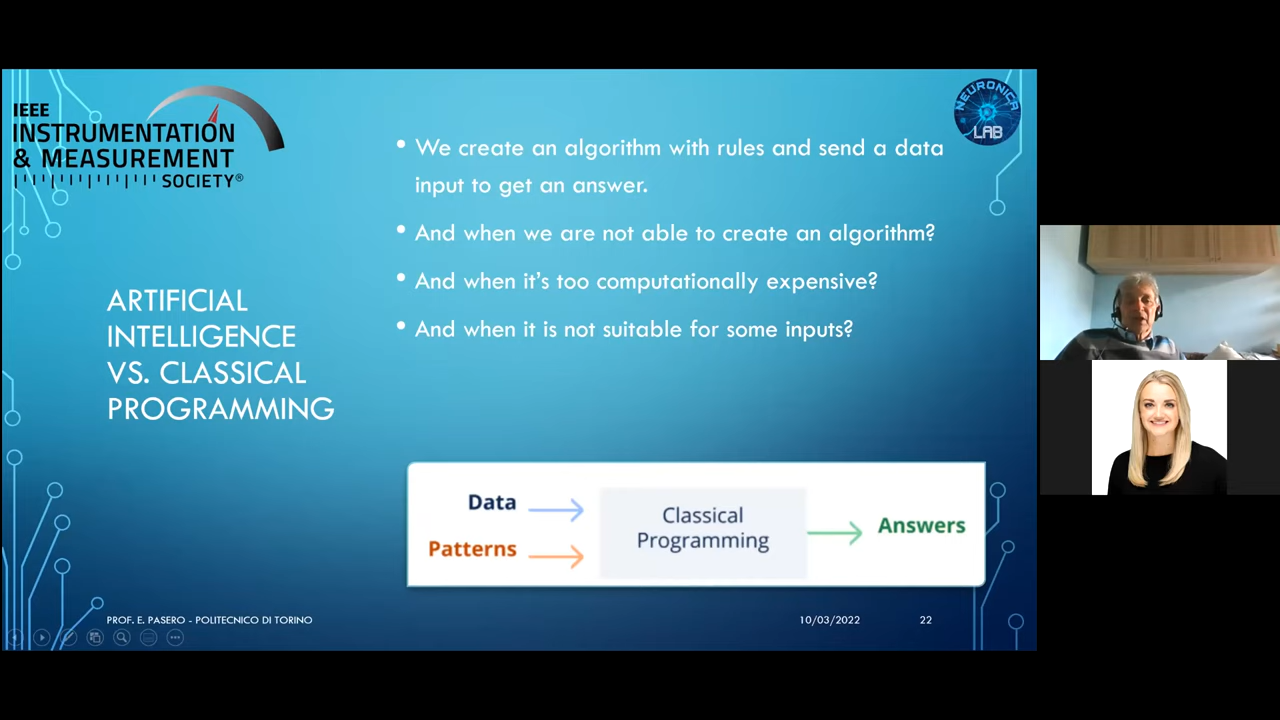 IEEE
INSTRUMENTATION
& MEASUREMENT
SOCIETY®
NEURONICA
LAB
ARTIFICIAL
INTELLIGENCE
VS. CLASSICAL
PROGRAMMING
• We create an algorithm with rules and send a data
input to get an answer.
• And when we are not able to create an algorithm?
• And when it's too computationally expensive?
• And when it is not suitable for some inputs?
Data
Patterns
Classical
Programming
Answers
PROF. E. PASERO - POLITECNICO DI TORINO
10/03/2022
22